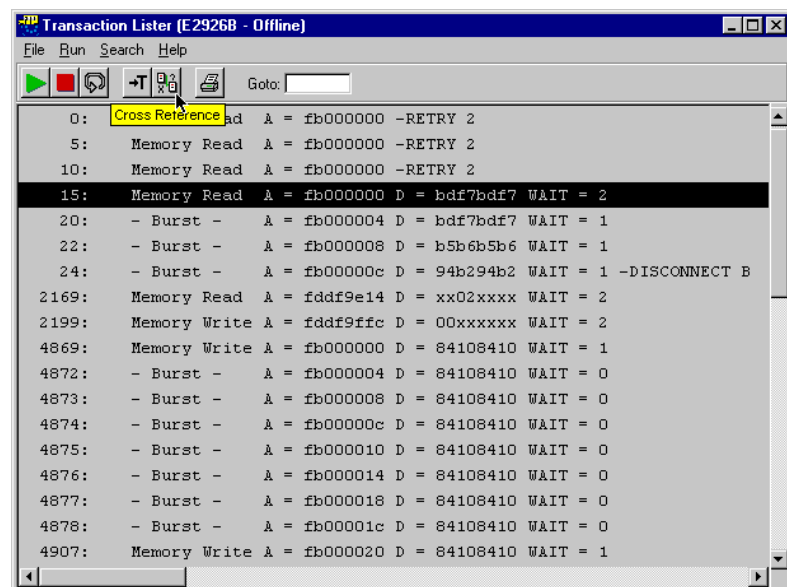 Transaction Lister (E2926B - Offline)
File Run Search Help
→T Goto:
Cross Reference
0: ad A = fb000000 -RETRY 2
5: Memory Read A = fb000000 -RETRY 2
10: Memory Read A = fb000000 -RETRY 2
15: Memory Read A = fb000000 D = bdf7bdf7 WAIT = 2
20: - Burst - A = fb000004 D = bdf7bdf7 WAIT = 1
22: - Burst - A = fb000008 D = b5b6b5b6 WAIT = 1
24: - Burst - A = fb00000c D = 94b294b2 WAIT = 1 -DISCONNECT B
2169: Memory Read A = fddf9e14 D = xx02xxxx WAIT = 2
2199: Memory Write A = fddf9ffc D = 00xxxxxx WAIT = 2
4869: Memory Write A = fb000000 D = 84108410 WAIT = 1
4872: - Burst - A = fb000004 D = 84108410 WAIT = 0
4873: - Burst - A = fb000008 D = 84108410 WAIT = 0
4874: - Burst - A = fb00000c D = 84108410 WAIT = 0
4875: - Burst - A = fb000010 D = 84108410 WAIT = 0
4876: - Burst - A = fb000014 D = 84108410 WAIT = 0
4877: - Burst - A = fb000018 D = 84108410 WAIT = 0
4878: - Burst - A = fb00001c D = 84108410 WAIT = 0
4907: Memory Write A = fb000020 D = 84108410 WAIT = 1